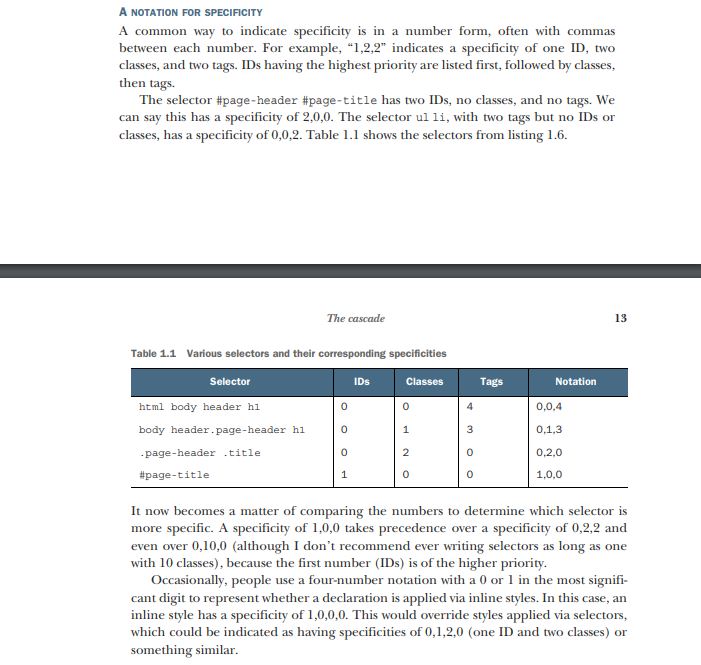 A NOTATION FOR SPECIFICITY
A common way to indicate specificity is in a number form, often with commas
between each number. For example, “1,2,2” indicates a specificity of one ID, two
classes, and two tags. IDs having the highest priority are listed first, followed by classes,
then tags.
The selector #page-header #page-title has two IDs, no classes, and no tags. We
can say this has a specificity of 2,0,0. The selector ul li, with two tags but no IDs or
classes, has a specificity of 0,0,2. Table 1.1 shows the selectors from listing 1.6.
The cascade 13
Table 1.1 Various selectors and their corresponding specificities
Selector IDs Classes Tags Notation
html body header h1 0 0 4 0,0,4
body header.page-header h1 0 1 3 0,1,3
.page-header .title 0 2 0 0,2,0
#page-title 1 0 0 1,0,0
It now becomes a matter of comparing the numbers to determine which selector is
more specific. A specificity of 1,0,0 takes precedence over a specificity of 0,2,2 and
even over 0,10,0 (although I don’t recommend ever writing selectors as long as one
with 10 classes), because the first number (IDs) is of the higher priority.
Occasionally, people use a four-number notation with a 0 or 1 in the most signifi-
cant digit to represent whether a declaration is applied via inline styles. In this case, an
inline style has a specificity of 1,0,0,0. This would override styles applied via selectors,
which could be indicated as having specificities of 0,1,2,0 (one ID and two classes) or
something similar.